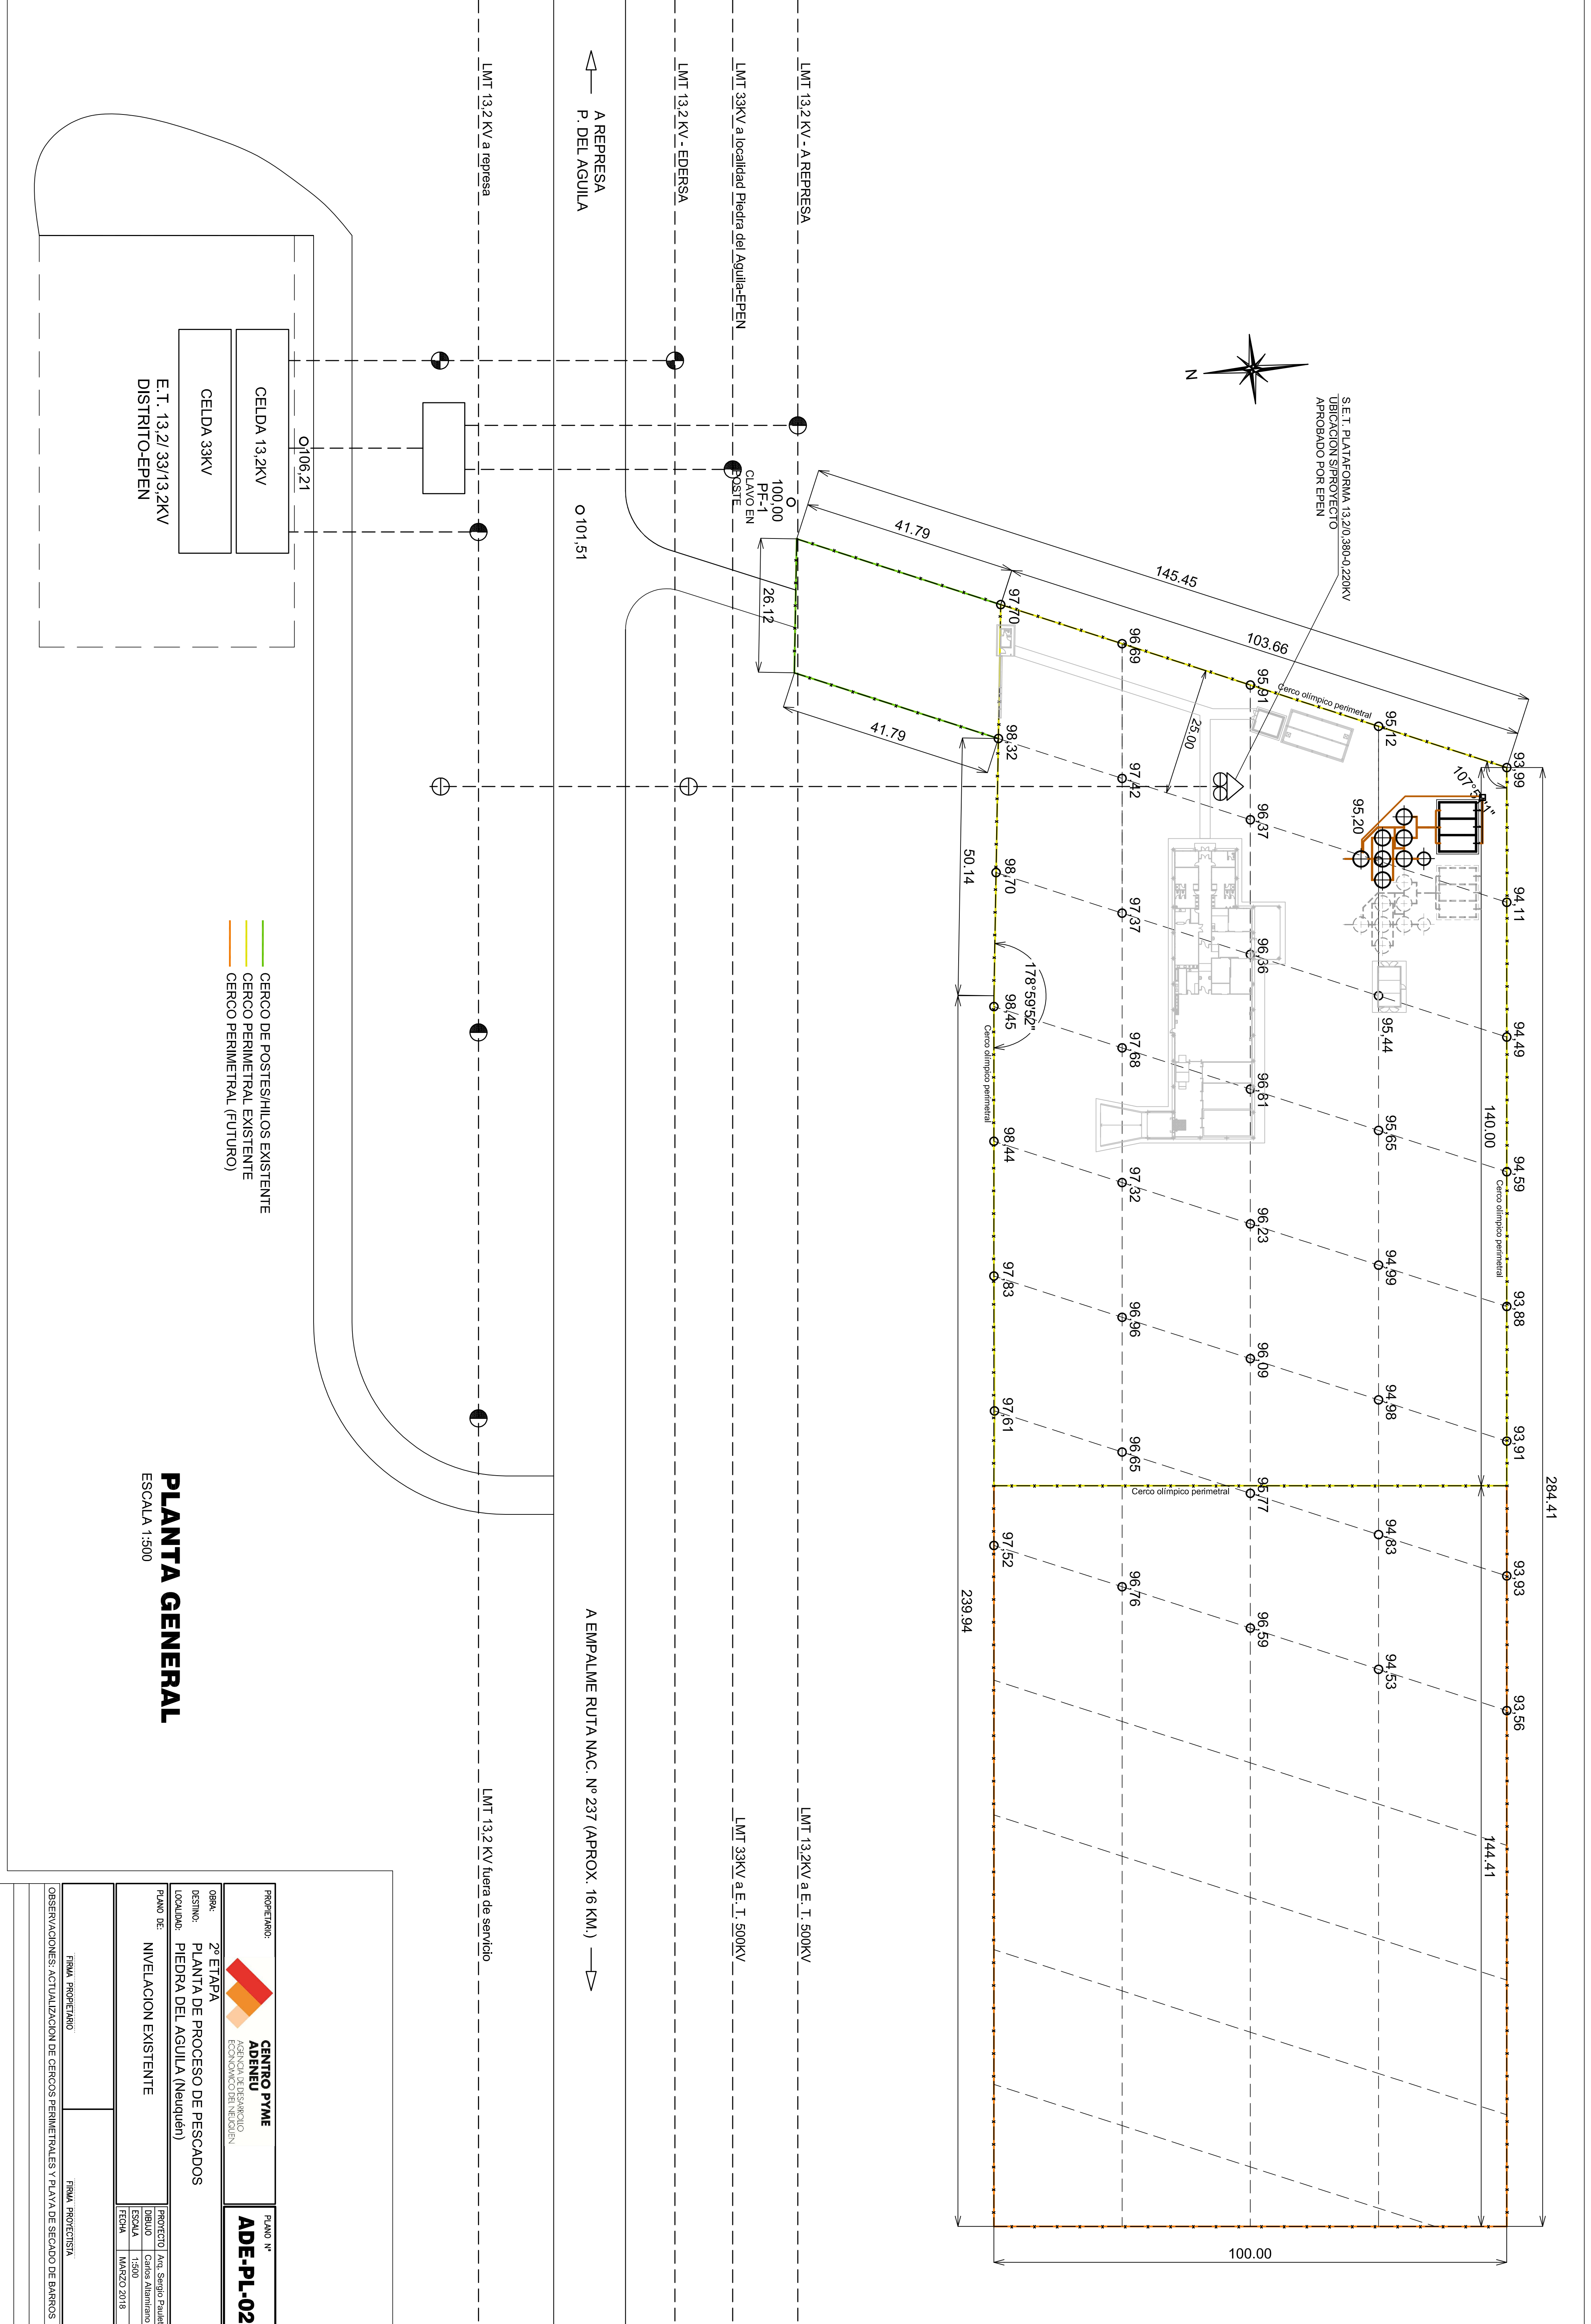 LMT 13,2 KV - A REPRESA
LMT 33KV a localidad Piedra del Aguila-EPEN
LMT 13,2 KV - EDERSA
A REPRESA
P. DEL AGUILA
LMT 13,2 KV a represa
N
S.E.T. PLATAFORMA 13,2/0,380-0,220KV
UBICACION S/PROYECTO
APROBADO POR EPEN
CELDA 13,2KV
CELDA 33KV
E.T. 13,2/ 33/13,2KV
DISTRITO-EPEN
106,21
101,51
100,00
PF-1
CLAVO EN
POSTE
41.79
145.45
103.66
26.12
41.79
25.00
50.14
239.94
178°59'52"
140.00
284.41
144.41
100.00
Cerco olímpico perimetral
Cerco olímpico perimetral
Cerco olímpico perimetral
Cerco olímpico perimetral
97,70
96,69
95,91
95,12
93,99
98,32
97,42
96,37
95,20
94,11
98,70
97,37
96,36
95,44
94,49
98,45
97,68
96,81
95,65
94,59
98,44
97,32
96,23
94,99
93,88
97,83
96,96
96,09
94,98
93,91
97,61
96,65
95,77
94,83
93,93
97,52
96,76
96,59
94,53
93,56
CERCO DE POSTES/HILOS EXISTENTE
CERCO PERIMETRAL EXISTENTE
CERCO PERIMETRAL (FUTURO)
PLANTA GENERAL
ESCALA 1:500
A EMPALME RUTA NAC. Nº 237 (APROX. 16 KM.)
LMT 13,2KV a E. T. 500KV
LMT 33KV a E. T. 500KV
LMT 13,2 KV fuera de servicio
PROPIETARIO:
CENTRO PYME
ADENEU
AGENCIA DE DESARROLLO
ECONOMICO DEL NEUQUEN
PLANO N°
ADE-PL-02
OBRA: 2º ETAPA
DESTINO: PLANTA DE PROCESO DE PESCADOS
LOCALIDAD: PIEDRA DEL AGUILA (Neuquén)
PLANO DE: NIVELACION EXISTENTE
PROYECTO Arq. Sergio Paulet
DIBUJO Carlos Altamirano
ESCALA 1:500
FECHA MARZO 2018
FIRMA PROPIETARIO
FIRMA PROYECTISTA
OBSERVACIONES: ACTUALIZACION DE CERCOS PERIMETRALES Y PLAYA DE SECADO DE BARROS